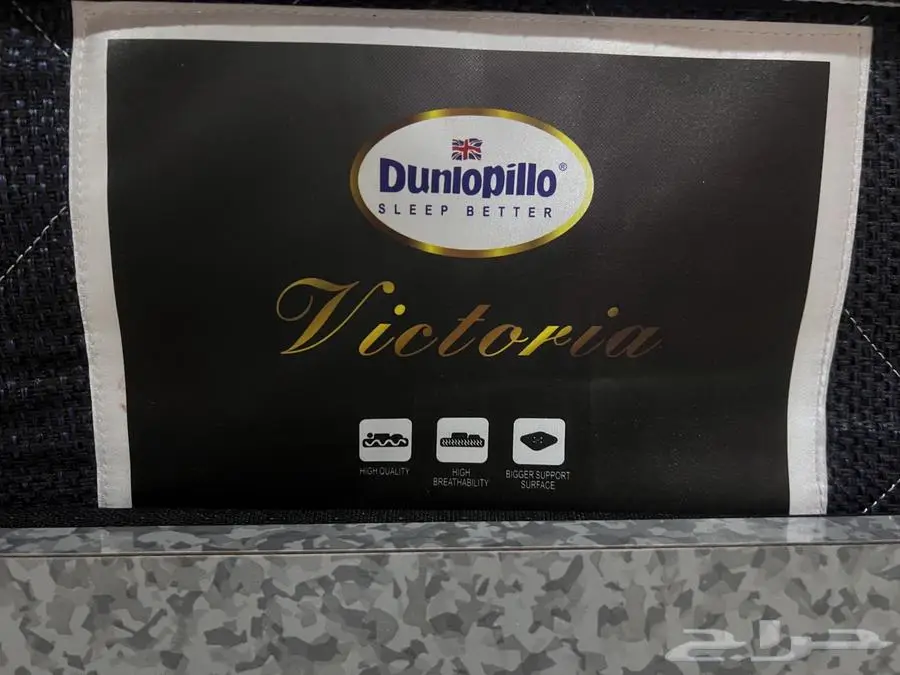 Dunlopillo®
SLEEP BETTER
Victoria
HIGH QUALITY
HIGH
BREATHABILITY
BIGGER SUPPORT
SURFACE
حراج